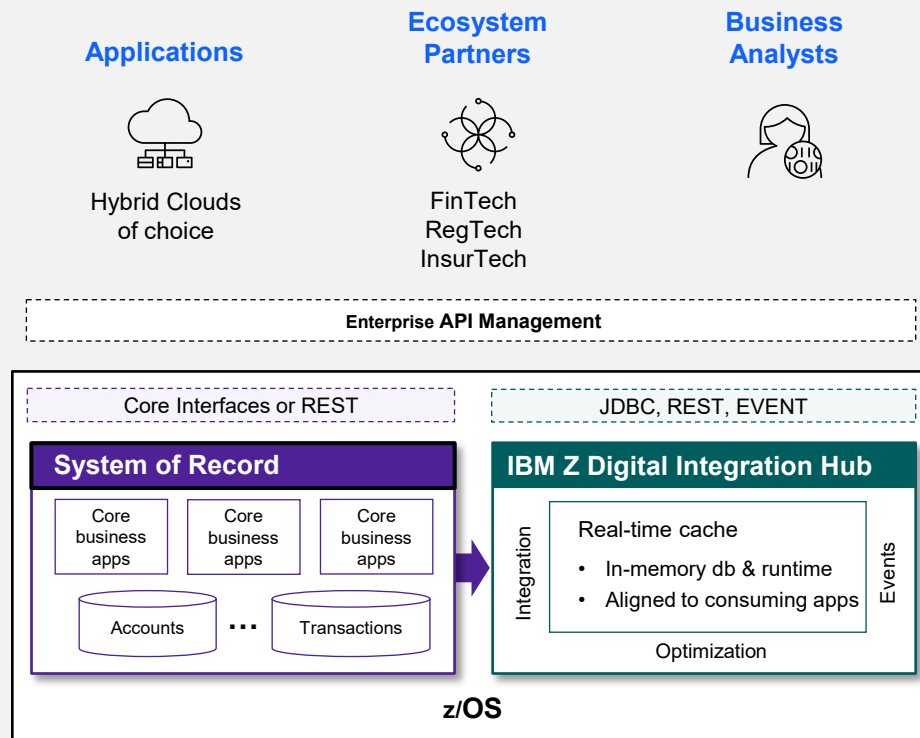 Applications
Ecosystem
Partners
Business
Analysts
Hybrid Clouds
of choice
FinTech
RegTech
InsurTech
Enterprise API Management
Core Interfaces or REST
JDBC, REST, EVENT
System of Record
IBM Z Digital Integration Hub
Core
business
apps
Core
business
apps
Core
business
apps
Accounts
...
Transactions
Integration
Real-time cache
• In-memory db & runtime
• Aligned to consuming apps
Events
Optimization
z/OS